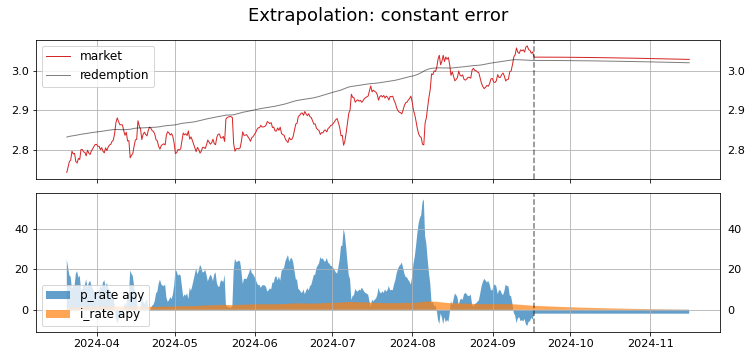 Extrapolation: constant error
market
redemption
3.0
2.9
2.8
3.0
2.9
2.8
40
20
0
40
20
0
p_rate apy
i_rate apy
2024-04 2024-05 2024-06 2024-07 2024-08 2024-09 2024-10 2024-11